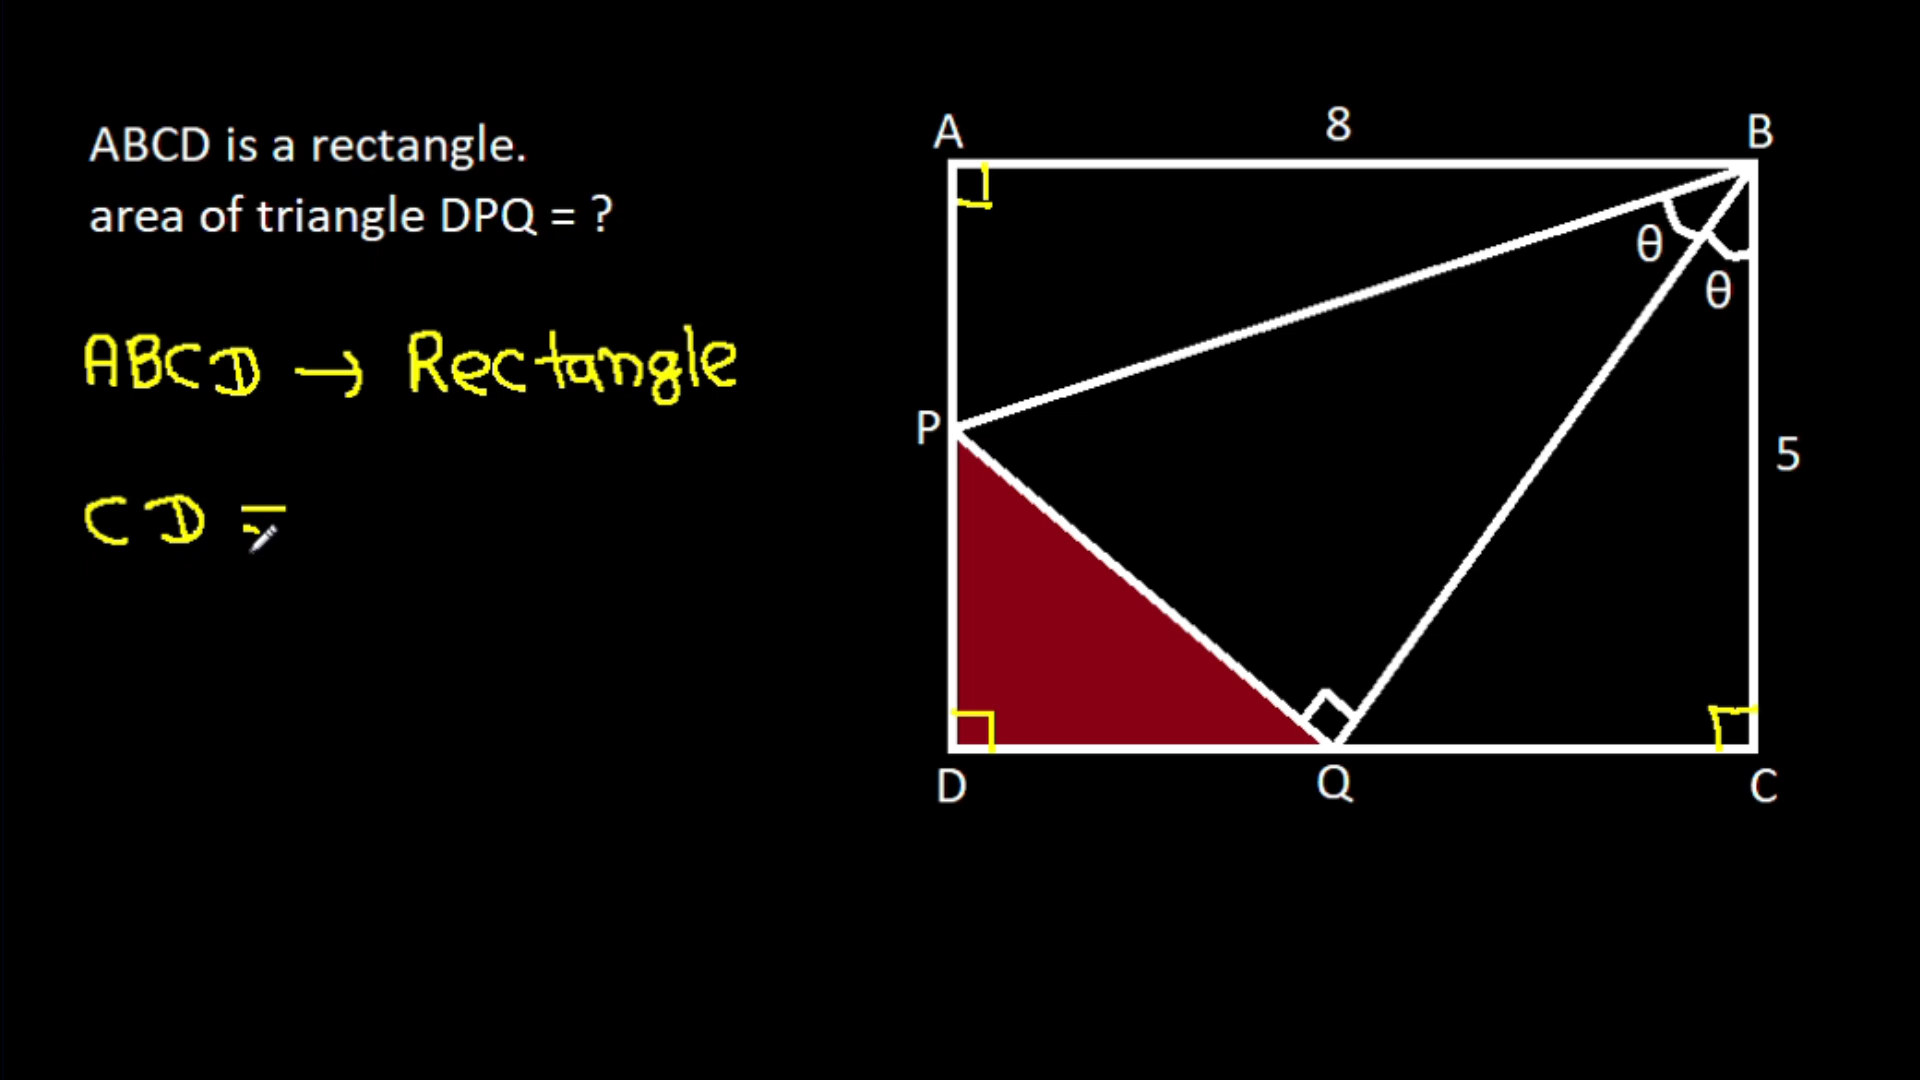 ABCD is a rectangle.
area of triangle DPQ = ?
ABCD → Rectangle
CD =
A 8 B
θ
θ
P
5
D Q C